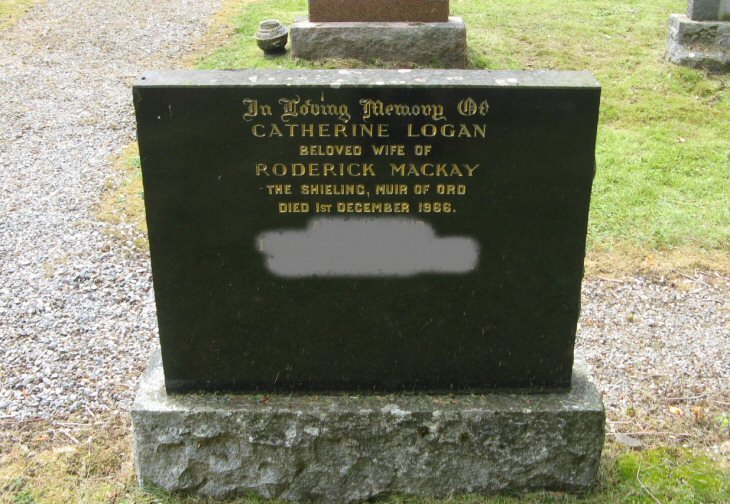 In Loving Memory Of
CATHERINE LOGAN
BELOVED WIFE OF
RODERICK MACKAY
THE SHIELING, MUIR OF ORD
DIED 1ST DECEMBER 1966.